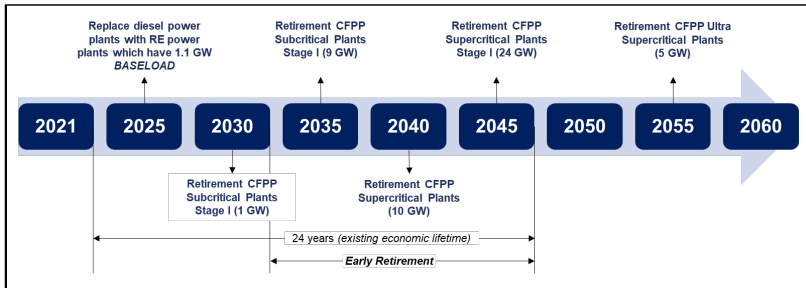 Replace diesel power
plants with RE power
plants which have 1.1 GW
BASELOAD
Retirement CFPP
Subcritical Plants
Stage I (9 GW)
Retirement CFPP
Supercritical Plants
Stage I (24 GW)
Retirement CFPP Ultra
Supercritical Plants
(5 GW)
2021
2025
2030
2035
2040
2045
2050
2055
2060
Retirement CFPP
Subcritical Plants
Stage I (1 GW)
Retirement CFPP
Supercritical Plants
(10 GW)
24 years (existing economic lifetime)
Early Retirement